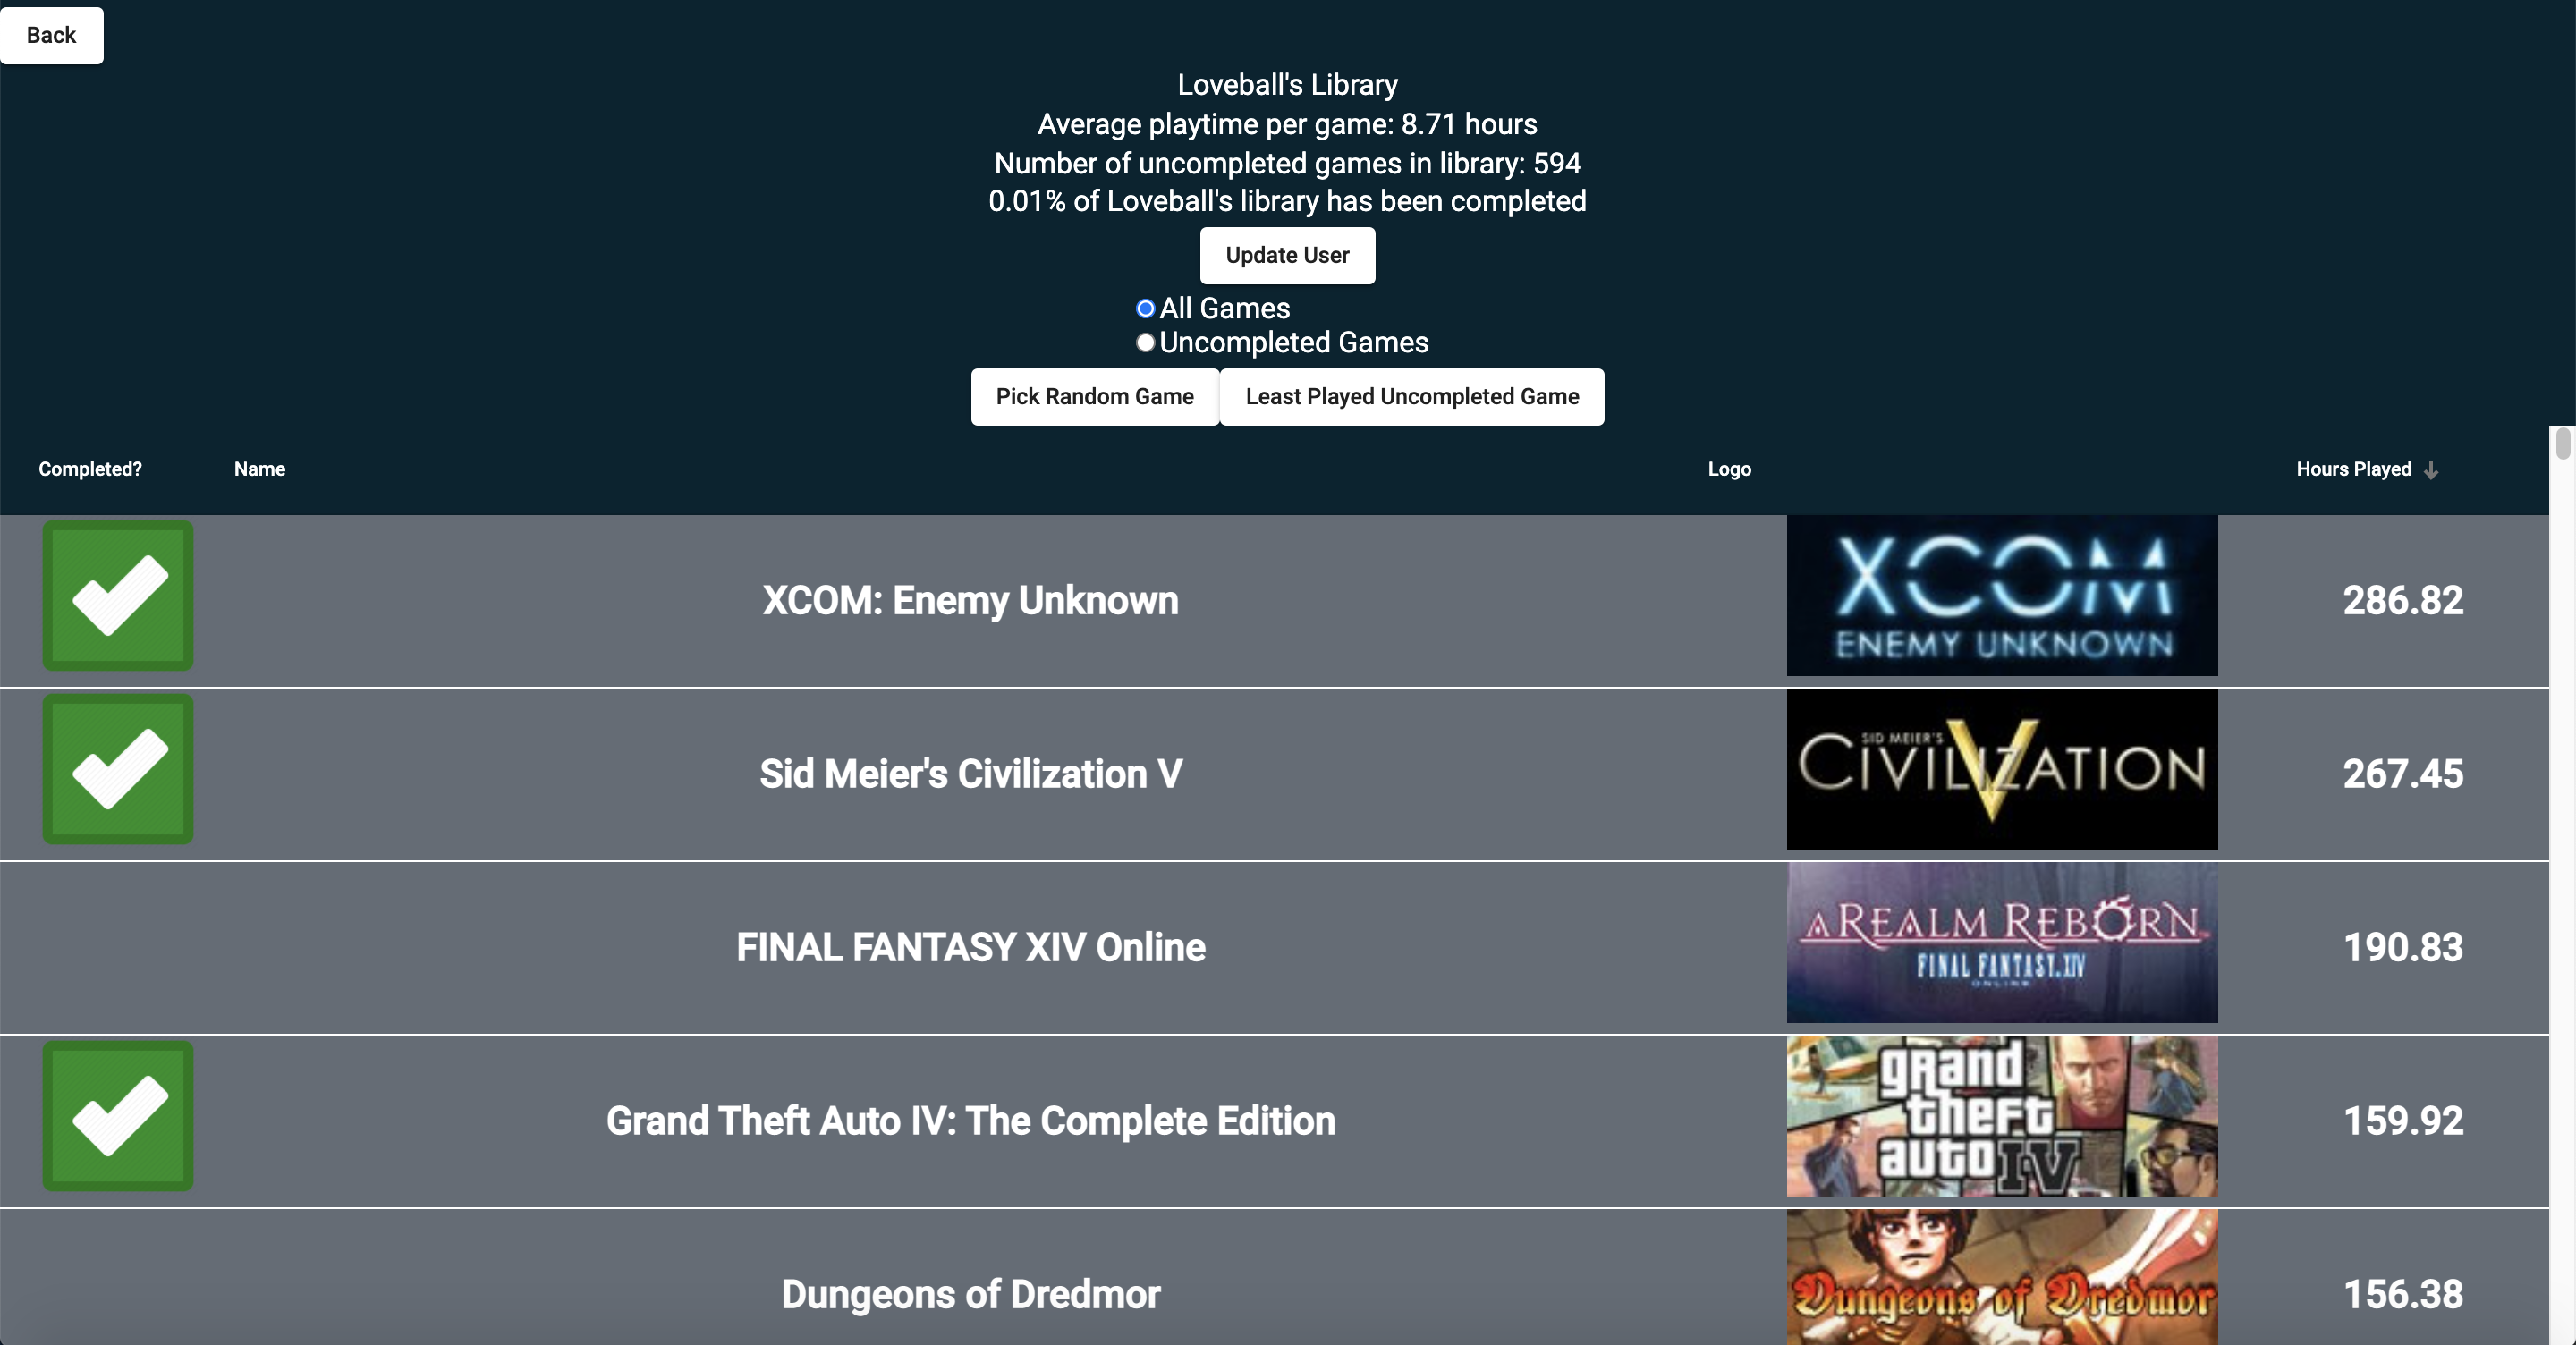 Back
Loveball's Library
Average playtime per game: 8.71 hours
Number of uncompleted games in library: 594
0.01% of Loveball's library has been completed
Update User
All Games
Uncompleted Games
Pick Random Game Least Played Uncompleted Game
Completed? Name Logo Hours Played
XCOM: Enemy Unknown
XCOM
ENEMY UNKNOWN
286.82
Sid Meier's Civilization V
SID MEIER'S
CIVILIZATION
V
267.45
FINAL FANTASY XIV Online
A REALM REBORN
FINAL FANTASY XIV
ONLINE
190.83
Grand Theft Auto IV: The Complete Edition
grand
theft
auto IV
159.92
Dungeons of Dredmor
Dungeons of Dredmor
156.38